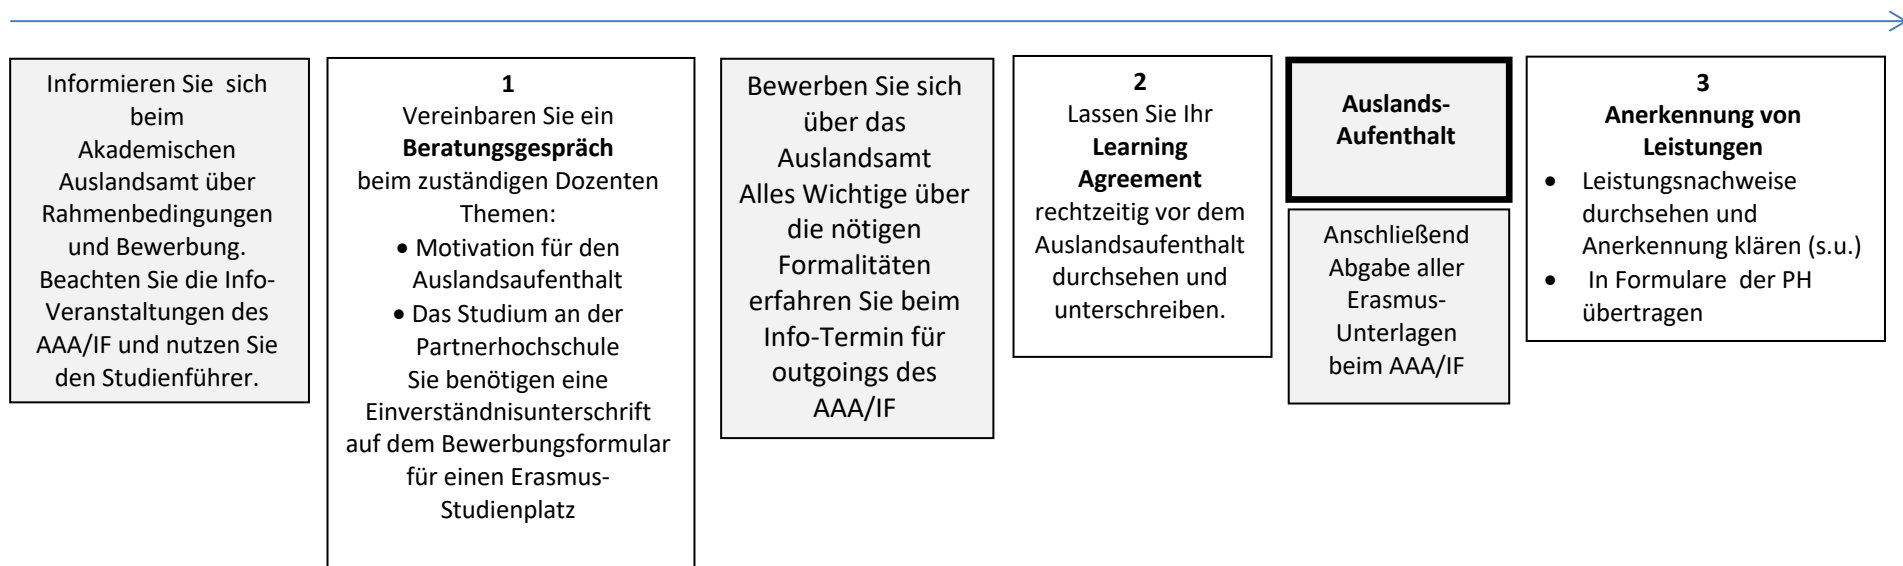 Informieren Sie  sich
beim
Akademischen
Auslandsamt über
Rahmenbedingungen
und Bewerbung.
Beachten Sie die Info-
Veranstaltungen des
AAA/IF und nutzen Sie
den Studienführer.
1
Vereinbaren Sie ein
Beratungsgespräch
beim zuständigen Dozenten
Themen:
• Motivation für den
Auslandsaufenthalt
• Das Studium an der
Partnerhochschule
Sie benötigen eine
Einverständnisunterschrift
auf dem Bewerbungsformular
für einen Erasmus-
Studienplatz
Bewerben Sie sich
über das
Auslandsamt
Alles Wichtige über
die nötigen
Formalitäten
erfahren Sie beim
Info-Termin für
outgoings des
AAA/IF
2
Lassen Sie Ihr
Learning
Agreement
rechtzeitig vor dem
Auslandsaufenthalt
durchsehen und
unterschreiben.
Auslands-
Aufenthalt
Anschließend
Abgabe aller
Erasmus-
Unterlagen
beim AAA/IF
3
Anerkennung von
Leistungen
• Leistungsnachweise
durchsehen und
Anerkennung klären (s.u.)
• In Formulare  der PH
übertragen